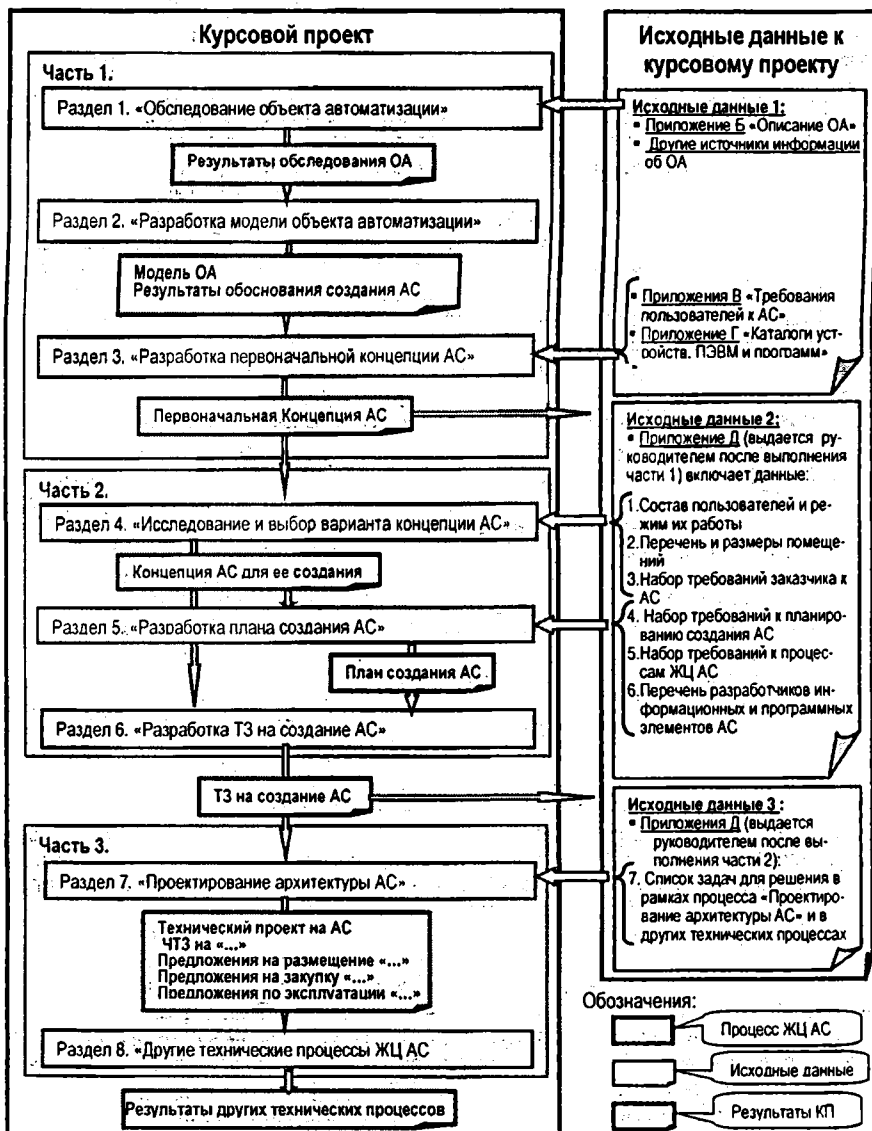 Курсовой проект
Часть 1.
Раздел 1. «Обследование объекта автоматизации»
Результаты обследования ОА
Раздел 2. «Разработка модели объекта автоматизации»
Модель ОА
Результаты обоснования создания АС
Раздел 3. «Разработка первоначальной концепции АС»
Первоначальная Концепция АС
Часть 2.
Раздел 4. «Исследование и выбор варианта концепции АС»
Концепция АС для ее создания
Раздел 5. «Разработка плана создания АС»
План создания АС
Раздел 6. «Разработка ТЗ на создание АС»
ТЗ на создание АС
Часть 3.
Раздел 7. «Проектирование архитектуры АС»
Технический проект на АС
ЧТЗ на «...»
Предложения на размещение «...»
Предложения на закупку «...»
Предложения по эксплуатации «...»
Раздел 8. «Другие технические процессы ЖЦ АС
Результаты других технических процессов
Исходные данные к
курсовому проекту
Исходные данные 1:
▪ Приложение Б «Описание ОА»
▪ Другие источники информации
об ОА
▪ Приложения В «Требования
пользователей к АС»
▪ Приложение Г «Каталоги уст-
ройств. ПЭВМ и программ»
Исходные данные 2:
▪ Приложение Д (выдается ру-
ководителем после выполнения
части 1) включает данные:
1.Состав пользователей и ре-
жим их работы
2.Перечень и размеры помеще-
ний
3.Набор требований заказчика к
АС
4. Набор требований к планиро-
ванию создания АС
5.Набор требований к процес-
сам ЖЦ АС
6.Перечень разработчиков ин-
формационных и программных
элементов АС
Исходные данные 3 :
▪ Приложения Д (выдается
руководителем после вы-
полнения части 2):
7. Список задач для решения в
рамках процесса «Проектиро-
вание архитектуры АС» и в
других технических процессах
Обозначения:
Процесс ЖЦ АС
Исходные данные
Результаты КП